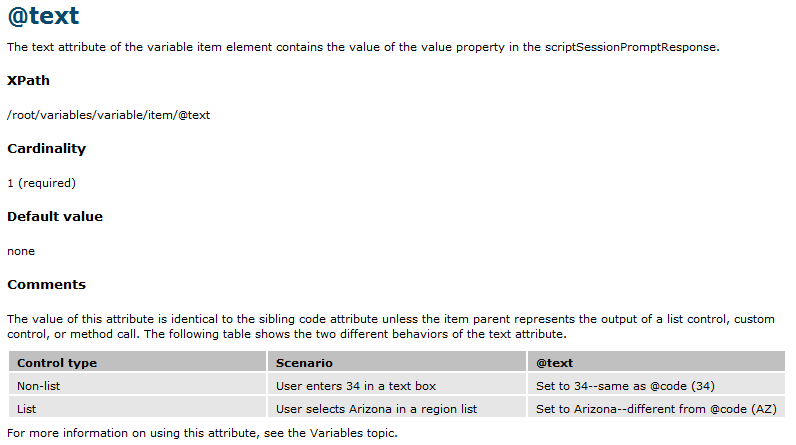 @text
The text attribute of the variable item element contains the value of the value property in the scriptSessionPromptResponse.
XPath
/root/variables/variable/item/@text
Cardinality
1 (required)
Default value
none
Comments
The value of this attribute is identical to the sibling code attribute unless the item parent represents the output of a list control, custom
control, or method call. The following table shows the two different behaviors of the text attribute.
Control type Scenario @text
Non-list User enters 34 in a text box Set to 34--same as @code (34)
List User selects Arizona in a region list Set to Arizona--different from @code (AZ)
For more information on using this attribute, see the Variables topic.